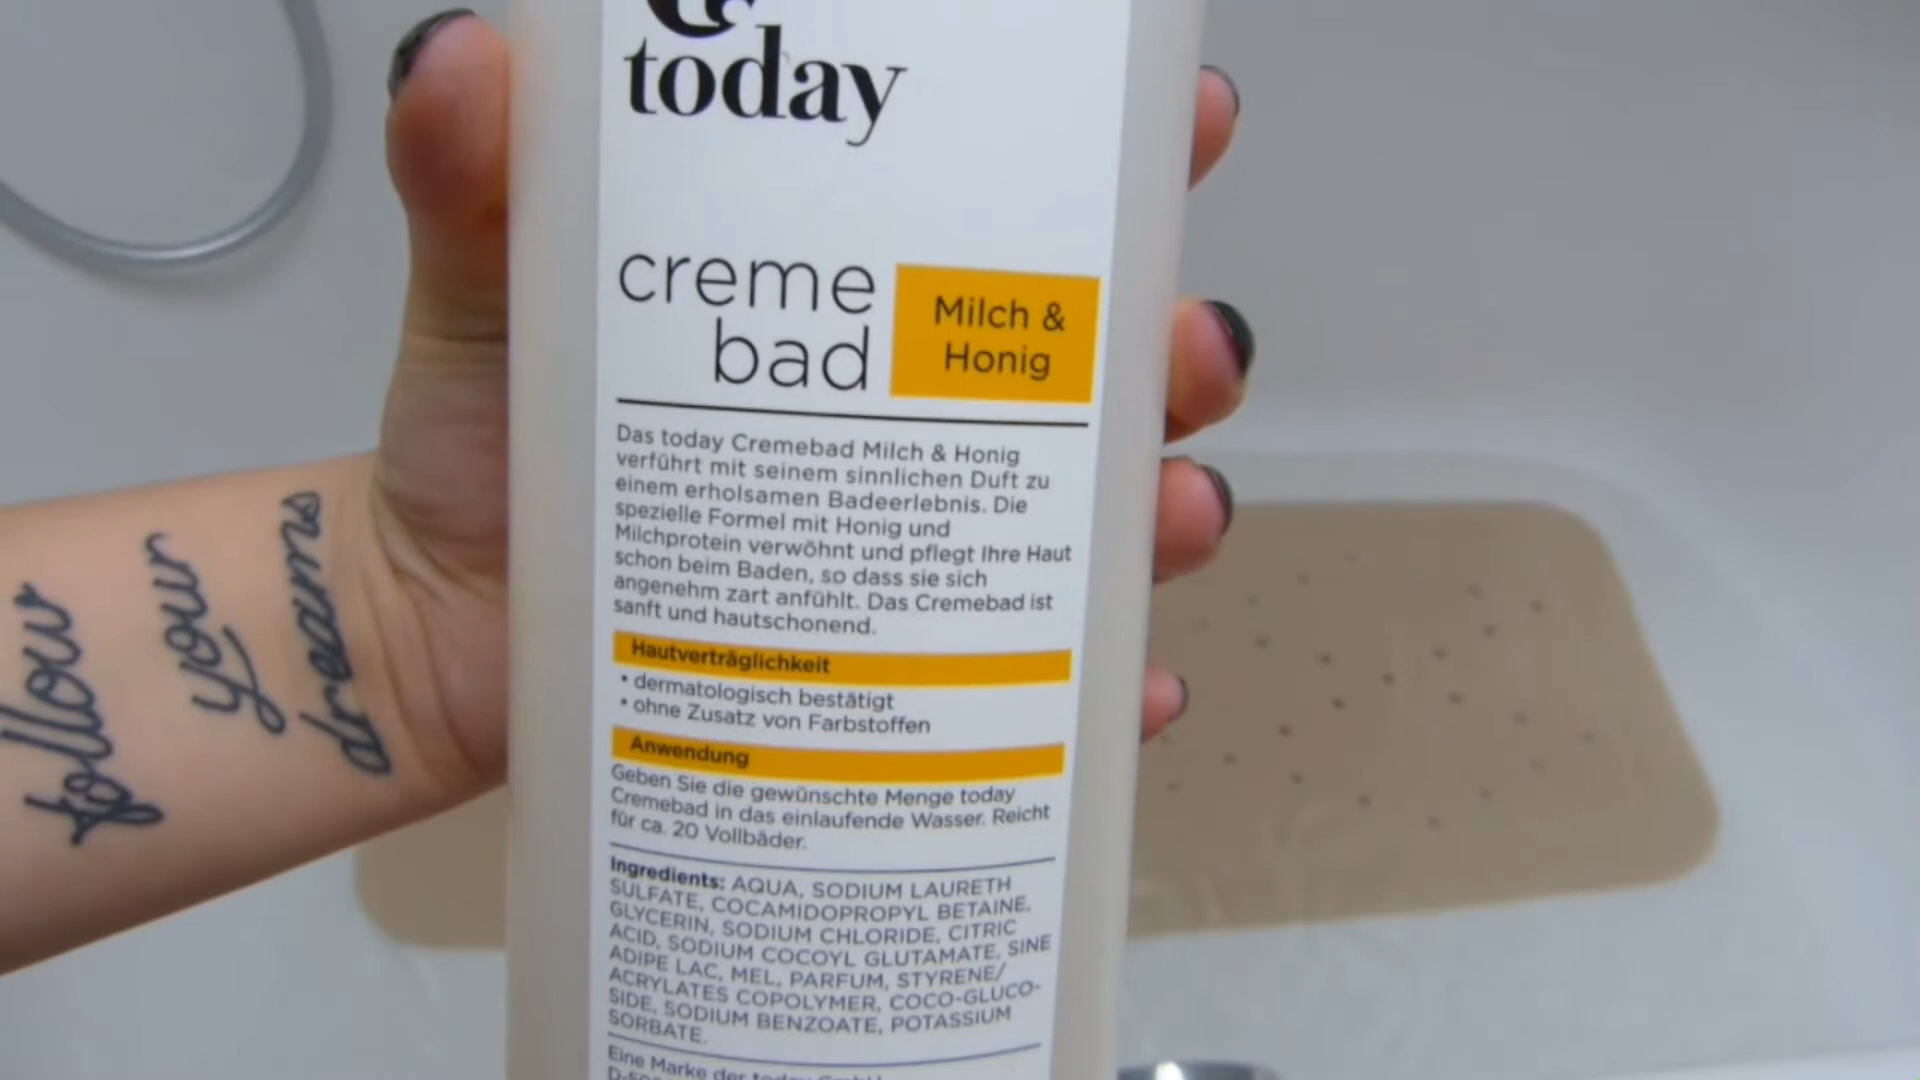 today
creme
bad
Milch &
Honig
Das today Cremebad Milch & Honig
verführt mit seinem sinnlichen Duft zu
einem erholsamen Badeerlebnis. Die
spezielle Formel mit Honig und
Milchprotein verwöhnt und pflegt Ihre Haut
schon beim Baden, so dass sie sich
angenehm zart anfühlt. Das Cremebad ist
sanft und hautschonend.
Hautverträglichkeit
• dermatologisch bestätigt
• ohne Zusatz von Farbstoffen
Anwendung
Geben Sie die gewünschte Menge today
Cremebad in das einlaufende Wasser. Reicht
für ca. 20 Vollbäder.
Ingredients: AQUA, SODIUM LAURETH
SULFATE, COCAMIDOPROPYL BETAINE,
GLYCERIN, SODIUM CHLORIDE, CITRIC
ACID, SODIUM COCOYL GLUTAMATE, SINE
ADIPE LAC, MEL, PARFUM, STYRENE/
ACRYLATES COPOLYMER, COCO-GLUCO-
SIDE, SODIUM BENZOATE, POTASSIUM
SORBATE.
Eine Marke der today GmbH
follow
your
dreams